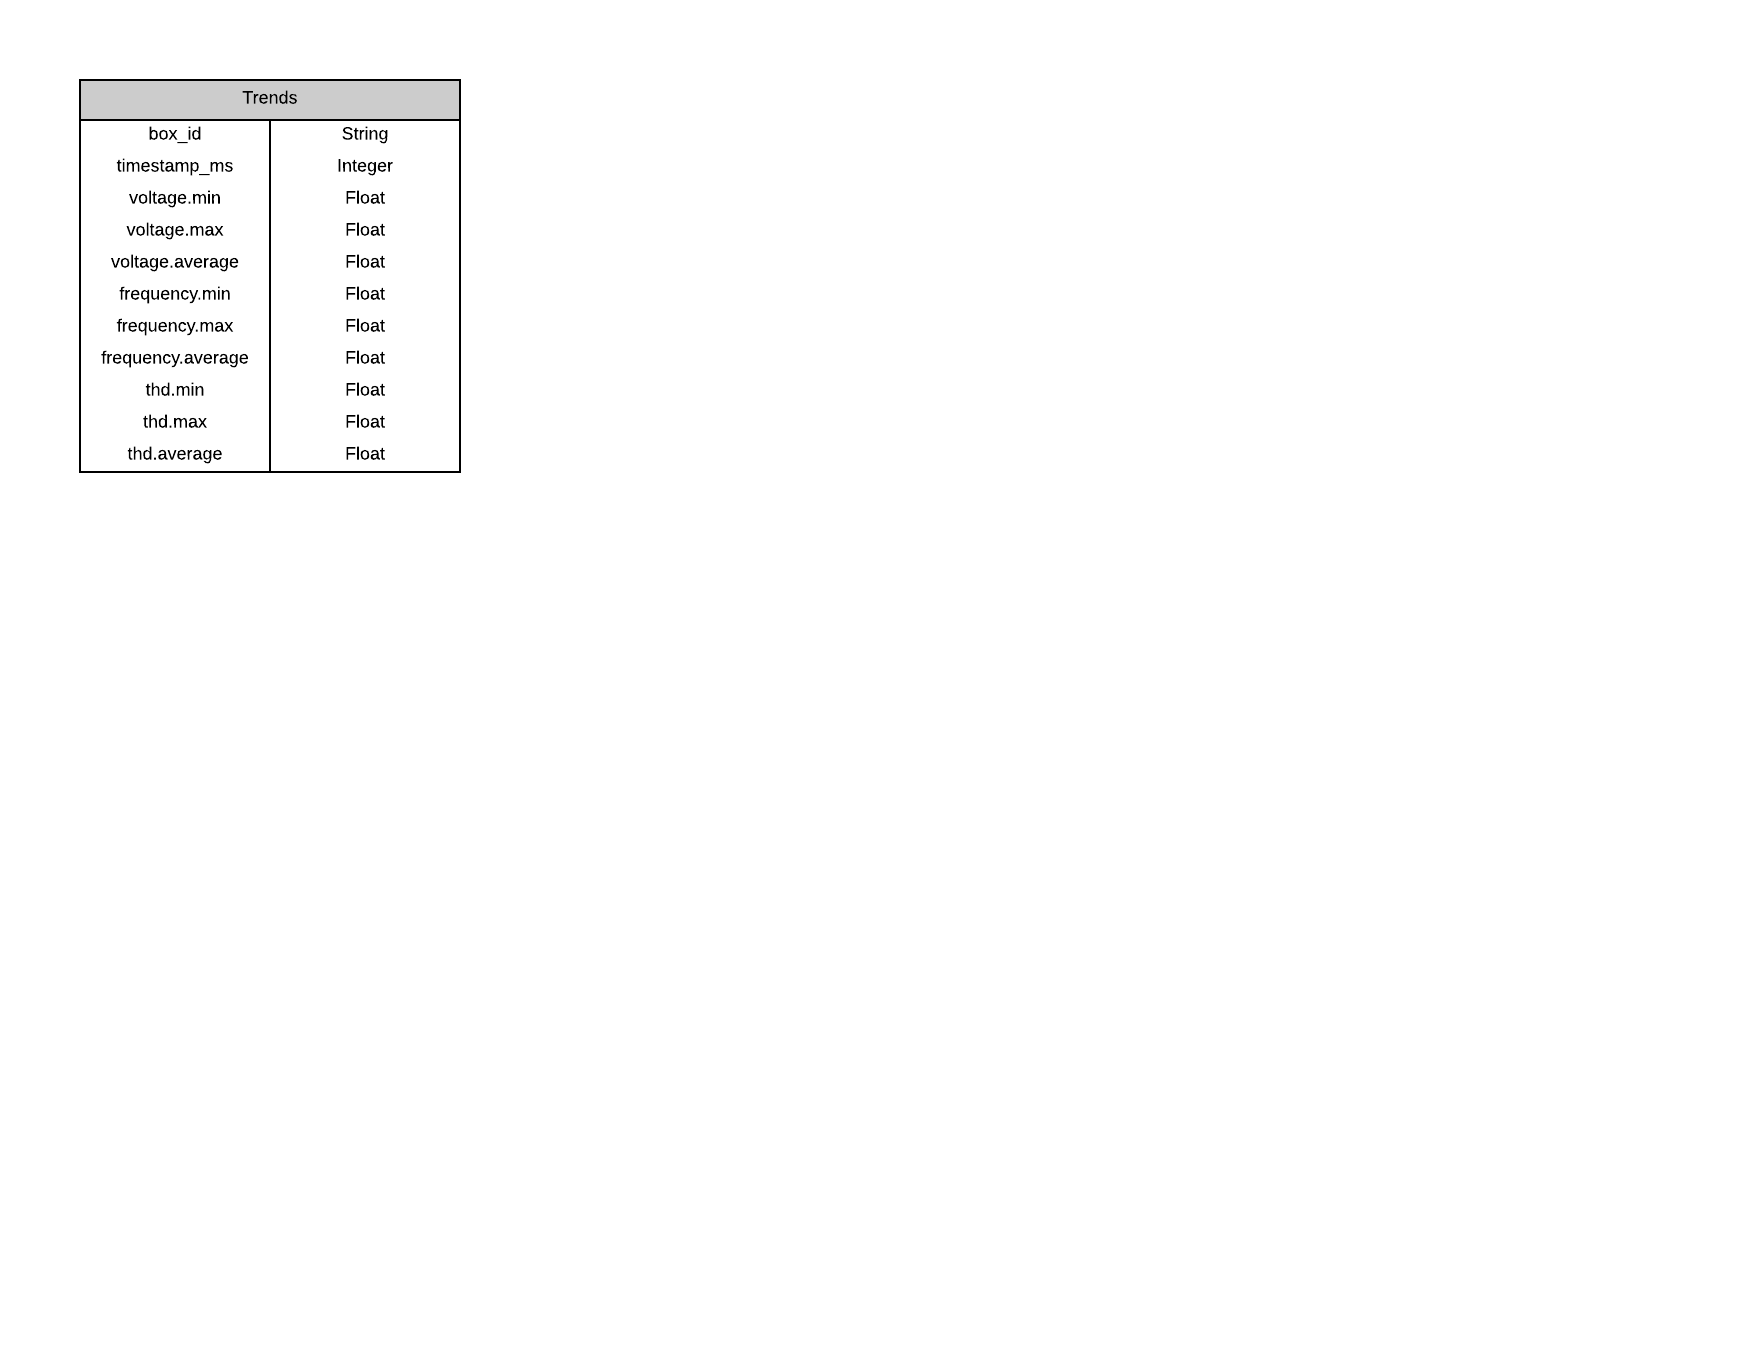 Trends
box_id String
timestamp_ms Integer
voltage.min Float
voltage.max Float
voltage.average Float
frequency.min Float
frequency.max Float
frequency.average Float
thd.min Float
thd.max Float
thd.average Float